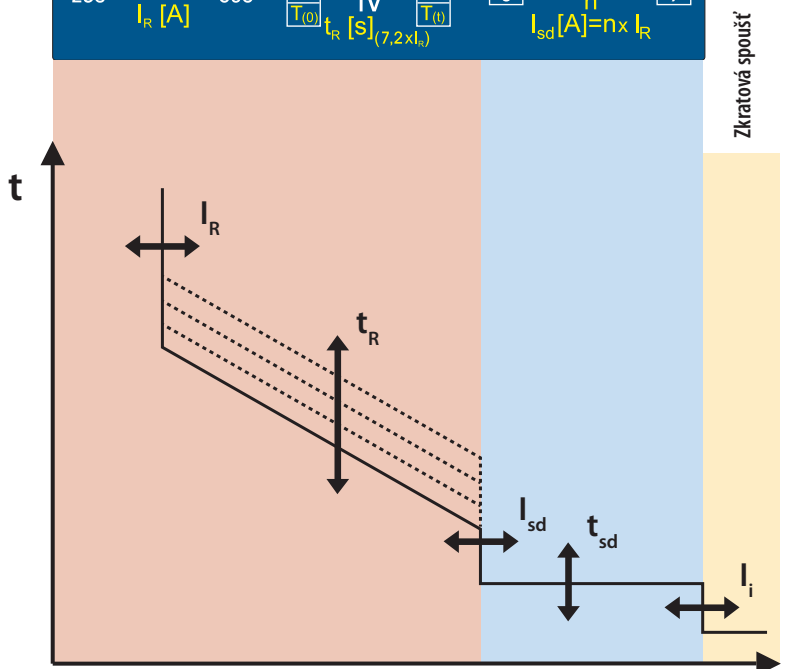 I_R [A]
T(0)
IV
T(t)
t_R [s](7,2xI_R)
n
I_sd[A]=nx I_R
Zkratová spoušť
t
I_R
t_R
I_sd
t_sd
I_i